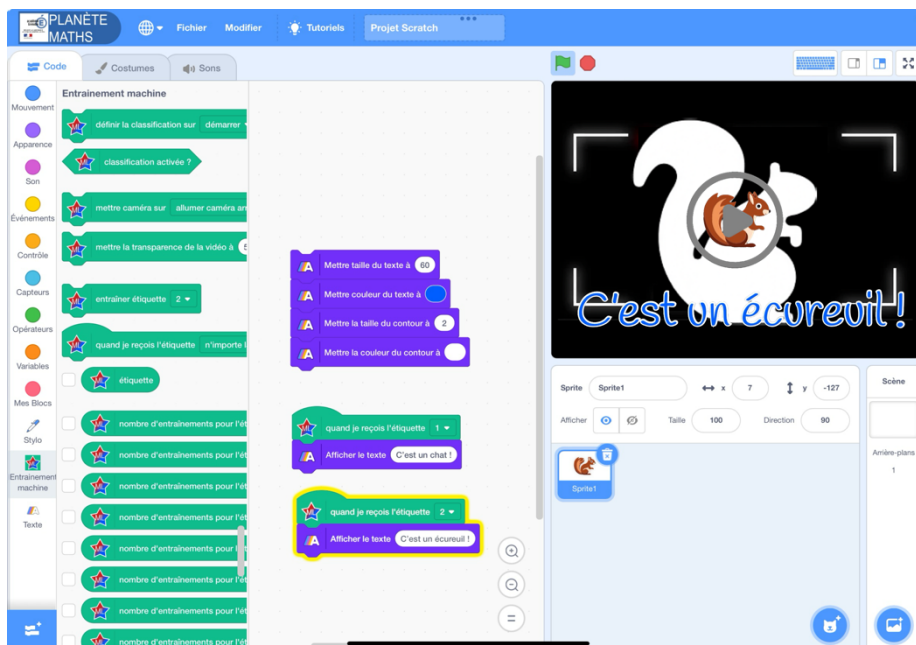 PLANÈTE
MATHS
Fichier
Modifier
Tutoriels
Projet Scratch
Code
Costumes
Sons
Mouvement
Apparence
Son
Événements
Contrôle
Capteurs
Opérateurs
Variables
Mes Blocs
Stylo
Entrainement
machine
Texte
Entrainement machine
définir la classification sur démarrer
classification activée ?
mettre caméra sur allumer caméra arr
mettre la transparence de la vidéo à 5
entraîner étiquette 2
quand je reçois l'étiquette n'importe l
étiquette
nombre d'entraînements pour l'ét
nombre d'entraînements pour l'ét
nombre d'entraînements pour l'ét
nombre d'entraînements pour l'ét
nombre d'entraînements pour l'ét
nombre d'entraînements pour l'ét
nombre d'entraînements pour l'ét
nombre d'entraînements pour l'ét
Mettre taille du texte à 60
Mettre couleur du texte à
Mettre la taille du contour à 2
Mettre la couleur du contour à
quand je reçois l'étiquette 1
Afficher le texte C'est un chat !
quand je reçois l'étiquette 2
Afficher le texte C'est un écureuil !
C'est un écureuil !
Sprite Sprite1 x 7 y -127
Afficher Taille 100 Direction 90
Sprite1
Scène
Arrière-plans
1